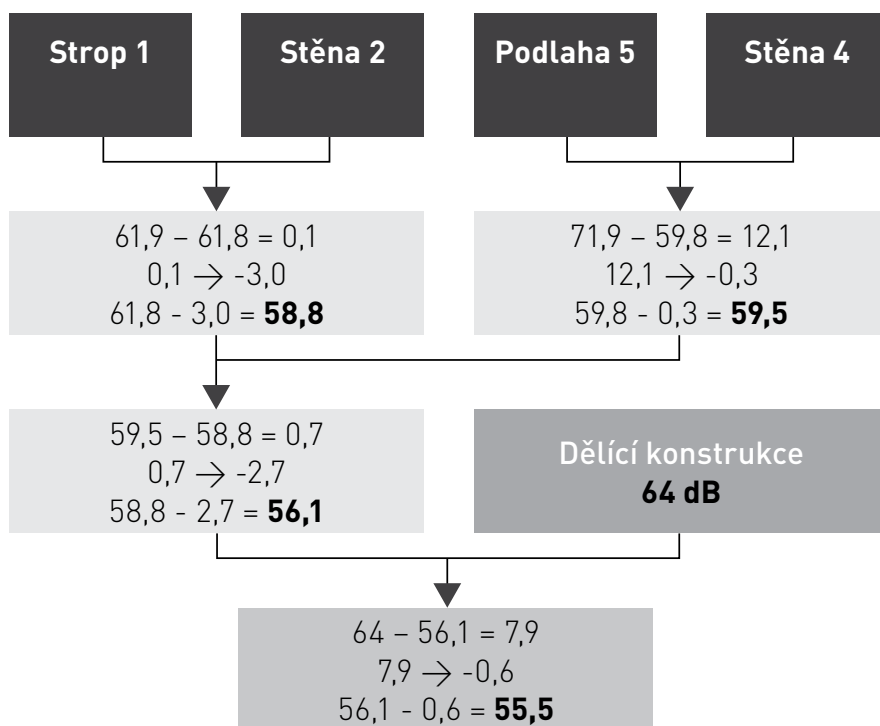 Strop 1
Stěna 2
Podlaha 5
Stěna 4
61,9 – 61,8 = 0,1
0,1 → -3,0
61,8 - 3,0 = 58,8
71,9 – 59,8 = 12,1
12,1 → -0,3
59,8 - 0,3 = 59,5
59,5 – 58,8 = 0,7
0,7 → -2,7
58,8 - 2,7 = 56,1
Dělící konstrukce
64 dB
64 – 56,1 = 7,9
7,9 → -0,6
56,1 - 0,6 = 55,5